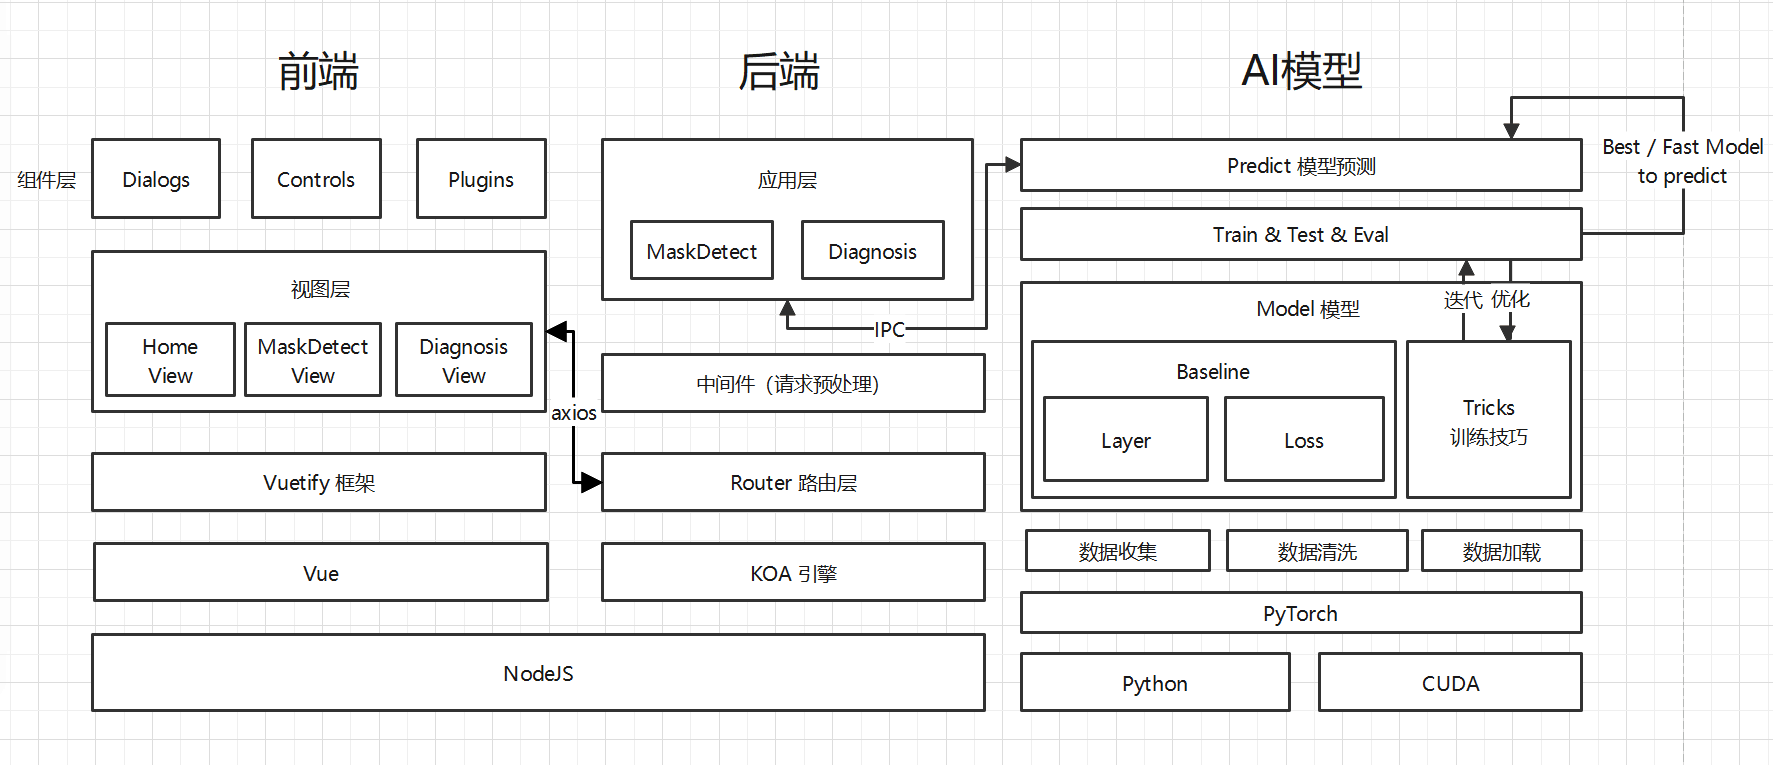 前端
后端
AI模型
组件层
Dialogs
Controls
Plugins
视图层
Home
View
MaskDetect
View
Diagnosis
View
axios
Vuetify 框架
Vue
NodeJS
应用层
MaskDetect
Diagnosis
IPC
中间件（请求预处理）
Router 路由层
KOA 引擎
Predict 模型预测
Best / Fast Model
to predict
Train & Test & Eval
迭代
优化
Model 模型
Baseline
Layer
Loss
Tricks
训练技巧
数据收集
数据清洗
数据加载
PyTorch
Python
CUDA